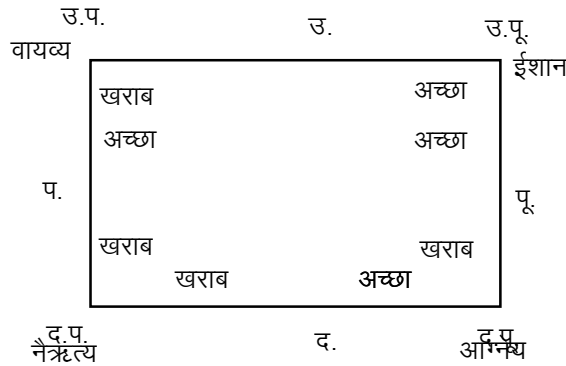 उ.प. उ. उ.पू.
वायव्य ईशान
खराब अच्छा
अच्छा अच्छा
प. पू.
खराब खराब
खराब अच्छा
द.प. द. द.पू.
नैऋत्य आग्नेय